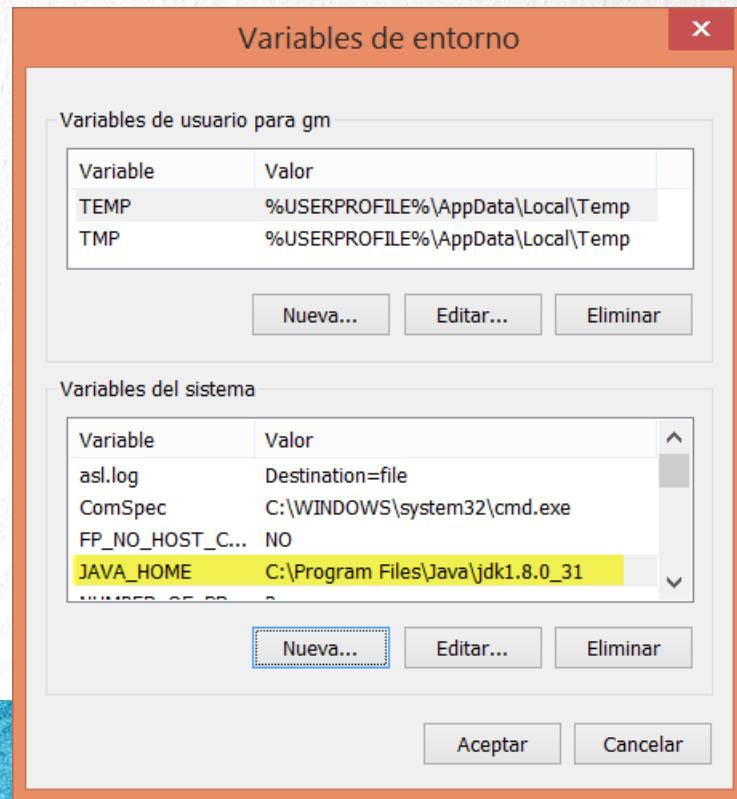 Variables de entorno
Variables de usuario para gm
Variable Valor
TEMP %USERPROFILE%\AppData\Local\Temp
TMP %USERPROFILE%\AppData\Local\Temp
Nueva... Editar... Eliminar
Variables del sistema
Variable Valor
asl.log Destination=file
ComSpec C:\WINDOWS\system32\cmd.exe
FP_NO_HOST_C... NO
JAVA_HOME C:\Program Files\Java\jdk1.8.0_31
Nueva... Editar... Eliminar
Aceptar Cancelar